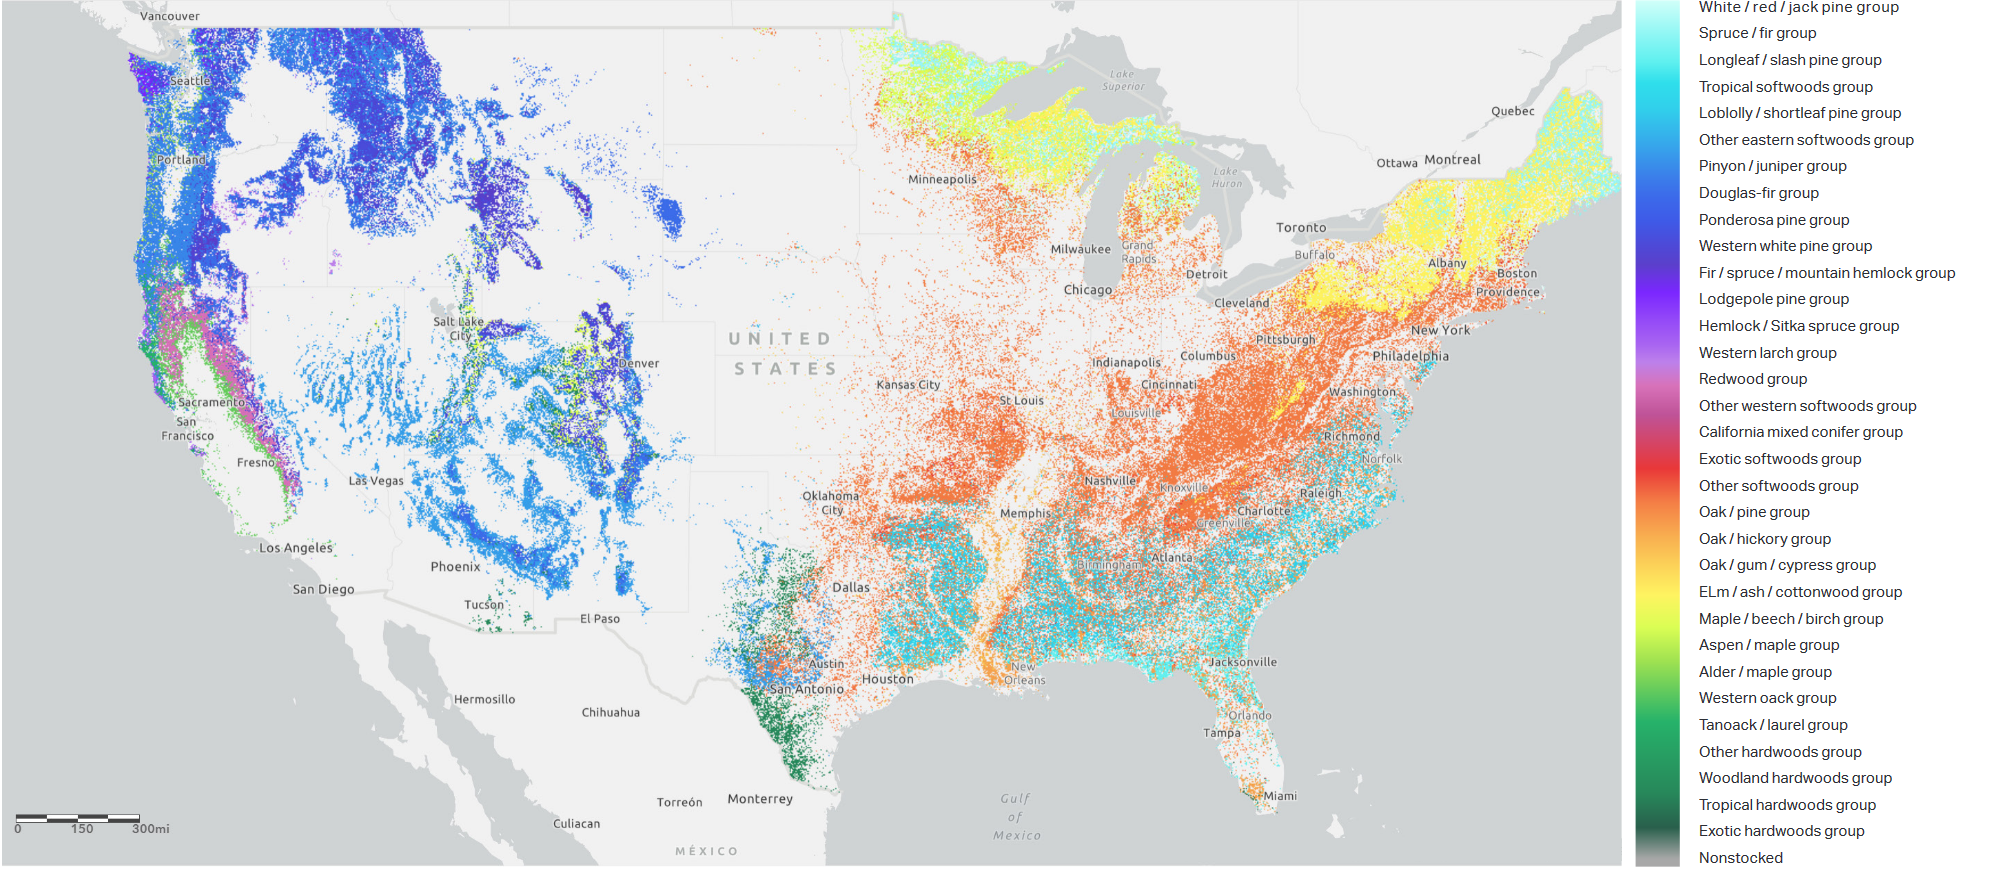 Vancouver
Seattle
Portland
Salt Lake
City
Denver
Sacramento
San
Francisco
Fresno
Las Vegas
Los Angeles
San Diego
Phoenix
Tucson
El Paso
Hermosillo
Chihuahua
Torreón
Monterrey
Culiacan
MÉXICO
UNITED
STATES
Minneapolis
Milwaukee
Chicago
Grand
Rapids
Detroit
Lake
Superior
Lake
Huron
Toronto
Buffalo
Ottawa
Montreal
Quebec
Albany
Boston
Providence
New York
Cleveland
Pittsburgh
Philadelphia
Columbus
Indianapolis
Cincinnati
Washington
Kansas City
St Louis
Louisville
Richmond
Norfolk
Nashville
Knoxville
Raleigh
Oklahoma
City
Memphis
Charlotte
Greenville
Birmingham
Atlanta
Dallas
Austin
San Antonio
Houston
New
Orleans
Jacksonville
Orlando
Tampa
Miami
Gulf
of
Mexico
0 150 300mi
White / red / jack pine group
Spruce / fir group
Longleaf / slash pine group
Tropical softwoods group
Loblolly / shortleaf pine group
Other eastern softwoods group
Pinyon / juniper group
Douglas-fir group
Ponderosa pine group
Western white pine group
Fir / spruce / mountain hemlock group
Lodgepole pine group
Hemlock / Sitka spruce group
Western larch group
Redwood group
Other western softwoods group
California mixed conifer group
Exotic softwoods group
Other softwoods group
Oak / pine group
Oak / hickory group
Oak / gum / cypress group
ELm / ash / cottonwood group
Maple / beech / birch group
Aspen / maple group
Alder / maple group
Western oack group
Tanoack / laurel group
Other hardwoods group
Woodland hardwoods group
Tropical hardwoods group
Exotic hardwoods group
Nonstocked